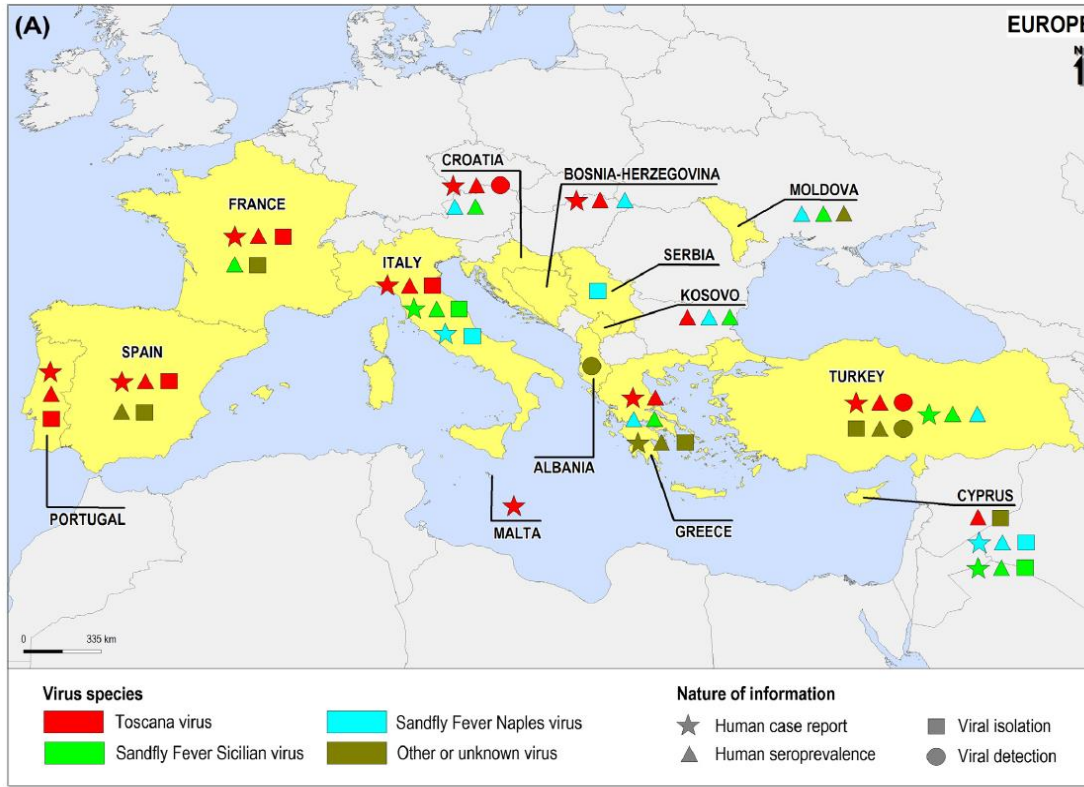 (A)
EUROPE
N
CROATIA
BOSNIA-HERZEGOVINA
MOLDOVA
FRANCE
SERBIA
ITALY
KOSOVO
SPAIN
TURKEY
ALBANIA
CYPRUS
PORTUGAL
MALTA
GREECE
0 335 km
Virus species
Toscana virus
Sandfly Fever Naples virus
Sandfly Fever Sicilian virus
Other or unknown virus
Nature of information
Human case report
Viral isolation
Human seroprevalence
Viral detection